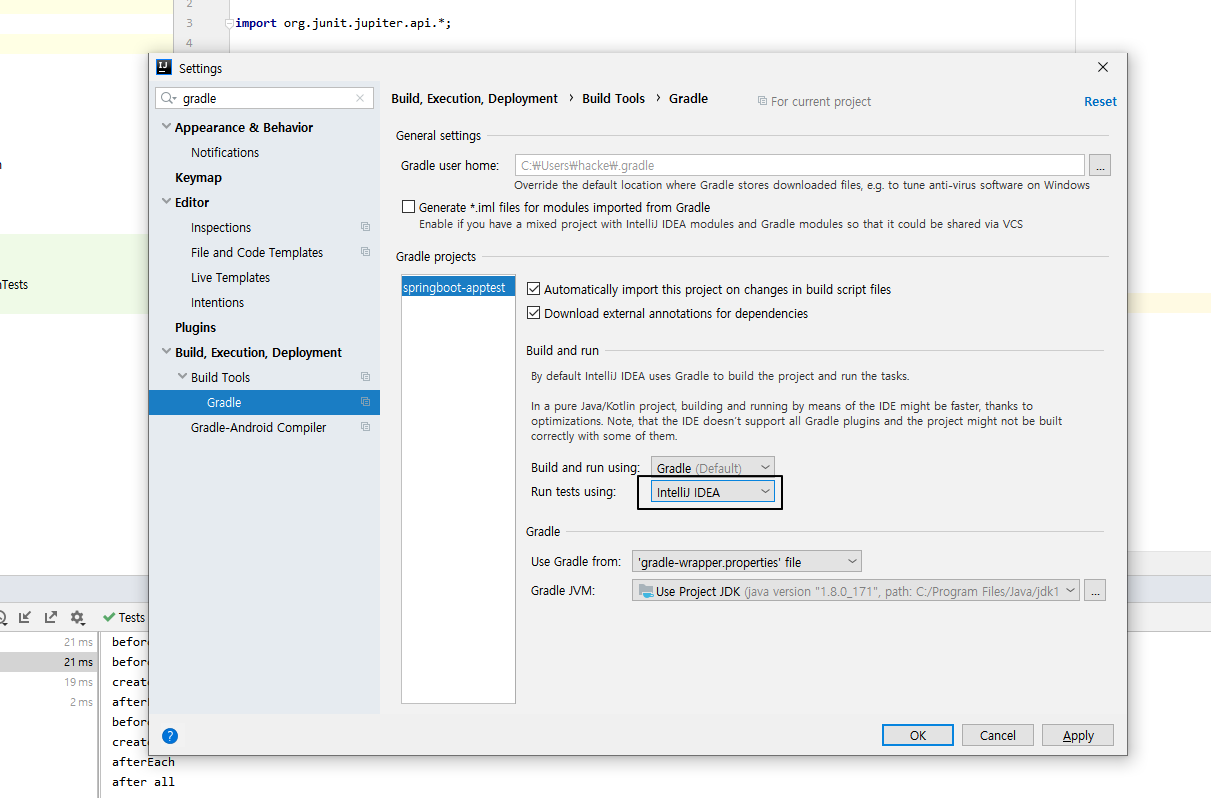 2
3
import org.junit.jupiter.api.*;
4
Settings
gradle
Appearance & Behavior
Notifications
Keymap
Editor
Inspections
File and Code Templates
Live Templates
Intentions
Plugins
Build, Execution, Deployment
Build Tools
Gradle
Gradle-Android Compiler
Build, Execution, Deployment › Build Tools › Gradle
For current project
Reset
General settings
Gradle user home:
C:₩Users₩hacke₩.gradle
...
Override the default location where Gradle stores downloaded files, e.g. to tune anti-virus software on Windows
Generate *.iml files for modules imported from Gradle
Enable if you have a mixed project with IntelliJ IDEA modules and Gradle modules so that it could be shared via VCS
Gradle projects
springboot-apptest
Automatically import this project on changes in build script files
Download external annotations for dependencies
Build and run
By default IntelliJ IDEA uses Gradle to build the project and run the tasks.
In a pure Java/Kotlin project, building and running by means of the IDE might be faster, thanks to
optimizations. Note, that the IDE doesn't support all Gradle plugins and the project might not be built
correctly with some of them.
Build and run using: Gradle (Default)
Run tests using: IntelliJ IDEA
Gradle
Use Gradle from: 'gradle-wrapper.properties' file
Gradle JVM: Use Project JDK (java version "1.8.0_171", path: C:/Program Files/Java/jdk1
...
?
OK
Cancel
Apply
Tests
Tests
21 ms
before
21 ms
before
19 ms
create
2 ms
after
before
create
afterEach
after all